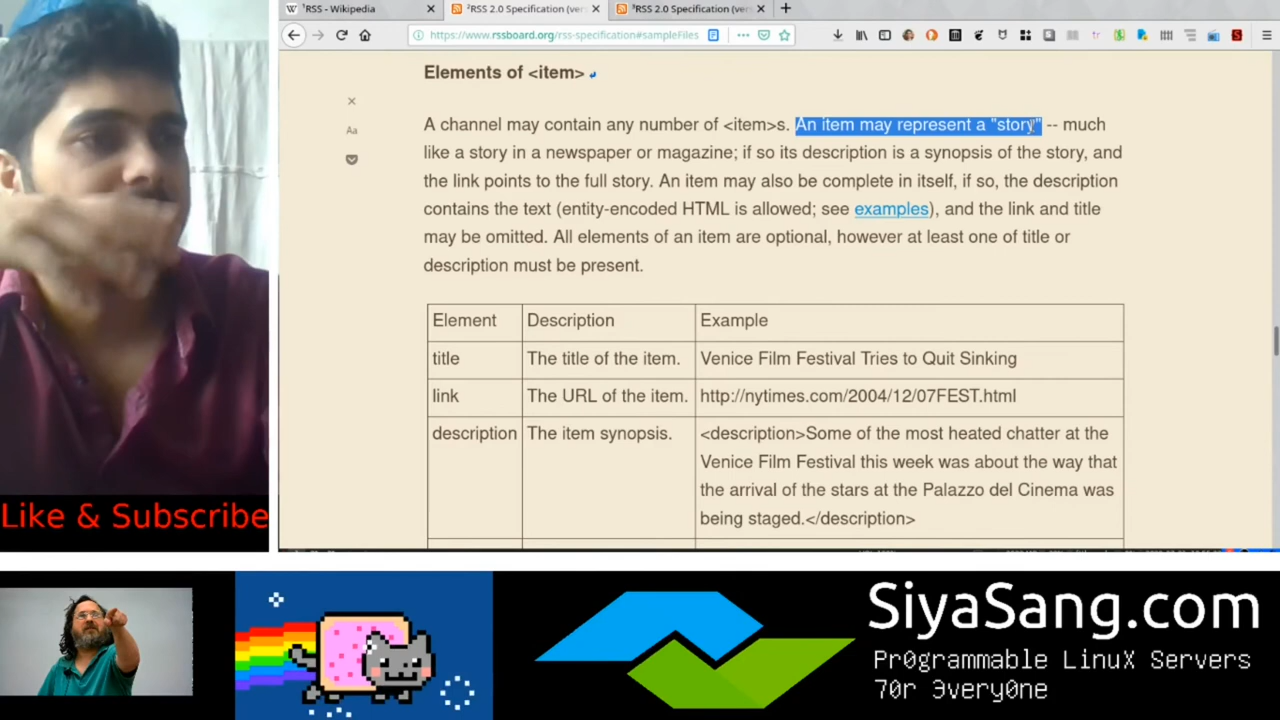 ¹RSS - Wikipedia
²RSS 2.0 Specification (ver
³RSS 2.0 Specification (ver
https://www.rssboard.org/rss-specification#sampleFiles
Elements of <item>
Aa
A channel may contain any number of <item>s. An item may represent a "story" -- much
like a story in a newspaper or magazine; if so its description is a synopsis of the story, and
the link points to the full story. An item may also be complete in itself, if so, the description
contains the text (entity-encoded HTML is allowed; see examples), and the link and title
may be omitted. All elements of an item are optional, however at least one of title or
description must be present.
Element Description Example
title The title of the item. Venice Film Festival Tries to Quit Sinking
link The URL of the item. http://nytimes.com/2004/12/07FEST.html
description The item synopsis. <description>Some of the most heated chatter at the
Venice Film Festival this week was about the way that
the arrival of the stars at the Palazzo del Cinema was
being staged.</description>
Like & Subscribe
SiyaSang.com
Pr0grammable LinuX Servers
70r 3very0ne